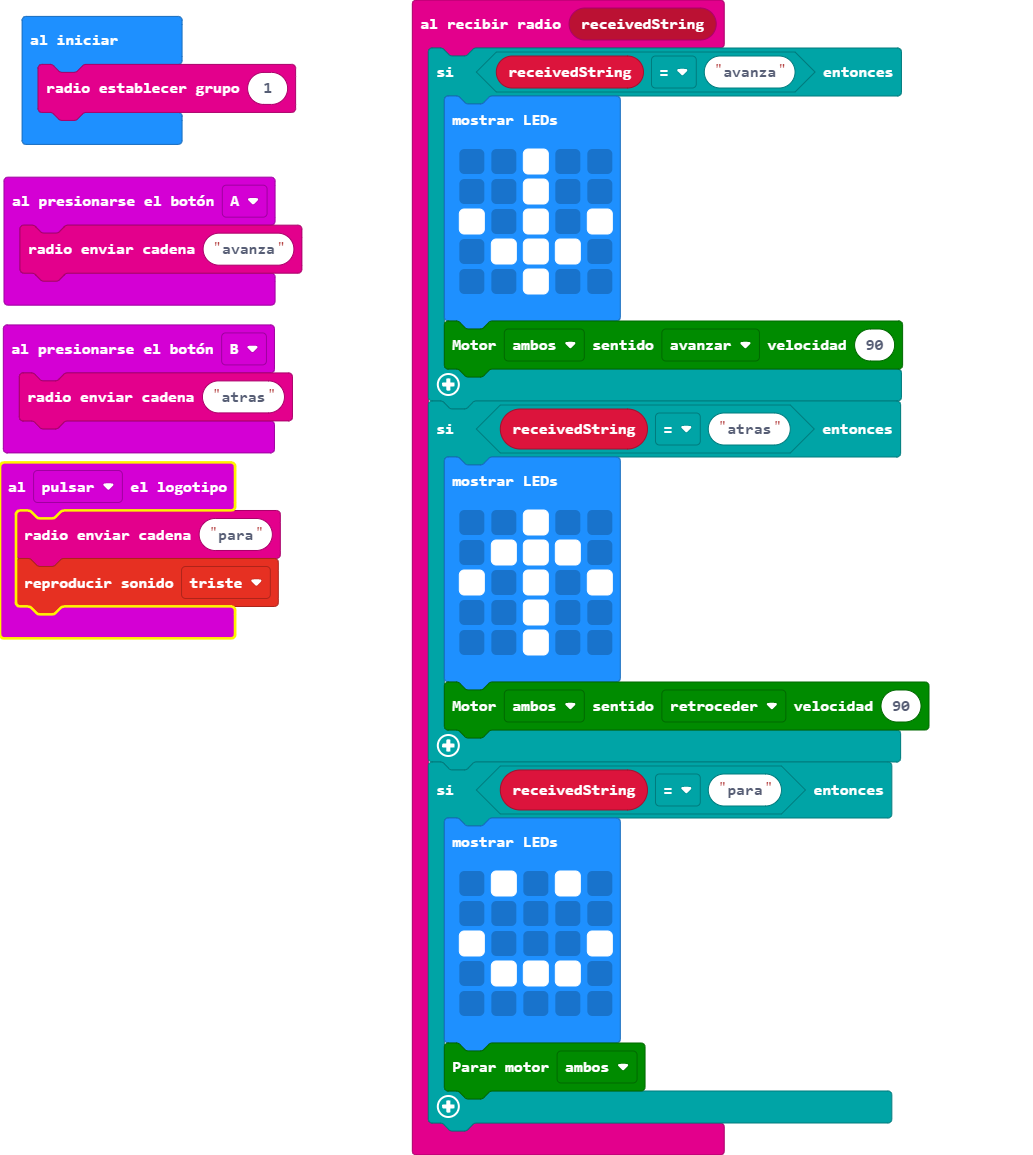 al iniciar
radio establecer grupo 1
al presionarse el botón A
radio enviar cadena "avanza"
al presionarse el botón B
radio enviar cadena "atras"
al pulsar el logotipo
radio enviar cadena "para"
reproducir sonido triste
al recibir radio receivedString
si receivedString = "avanza" entonces
mostrar LEDs
Motor ambos sentido avanzar velocidad 90
si receivedString = "atras" entonces
mostrar LEDs
Motor ambos sentido retroceder velocidad 90
si receivedString = "para" entonces
mostrar LEDs
Parar motor ambos